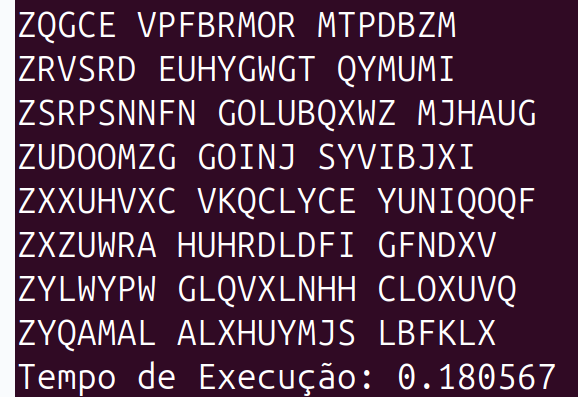 ZQGCE VPFBRMOR MTPDBZM
ZRVSRD EUHYGWGT QYMUMI
ZSRPSNNFN GOLUBQXWZ MJHAUG
ZUDOOMZG GOINJ SYVIBJXI
ZXXUHVXC VKQCLYCE YUNIQOQF
ZXZUWRA HUHRDLDFI GFNDXV
ZYLWYPW GLQVXLNHH CLOXUVQ
ZYQAMAL ALXHUYMJS LBFKLX
Tempo de Execução: 0.180567